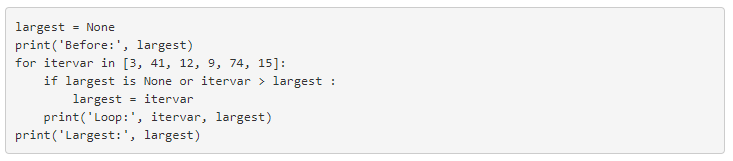 largest = None
print('Before:', largest)
for itervar in [3, 41, 12, 9, 74, 15]:
    if largest is None or itervar > largest :
        largest = itervar
    print('Loop:', itervar, largest)
print('Largest:', largest)